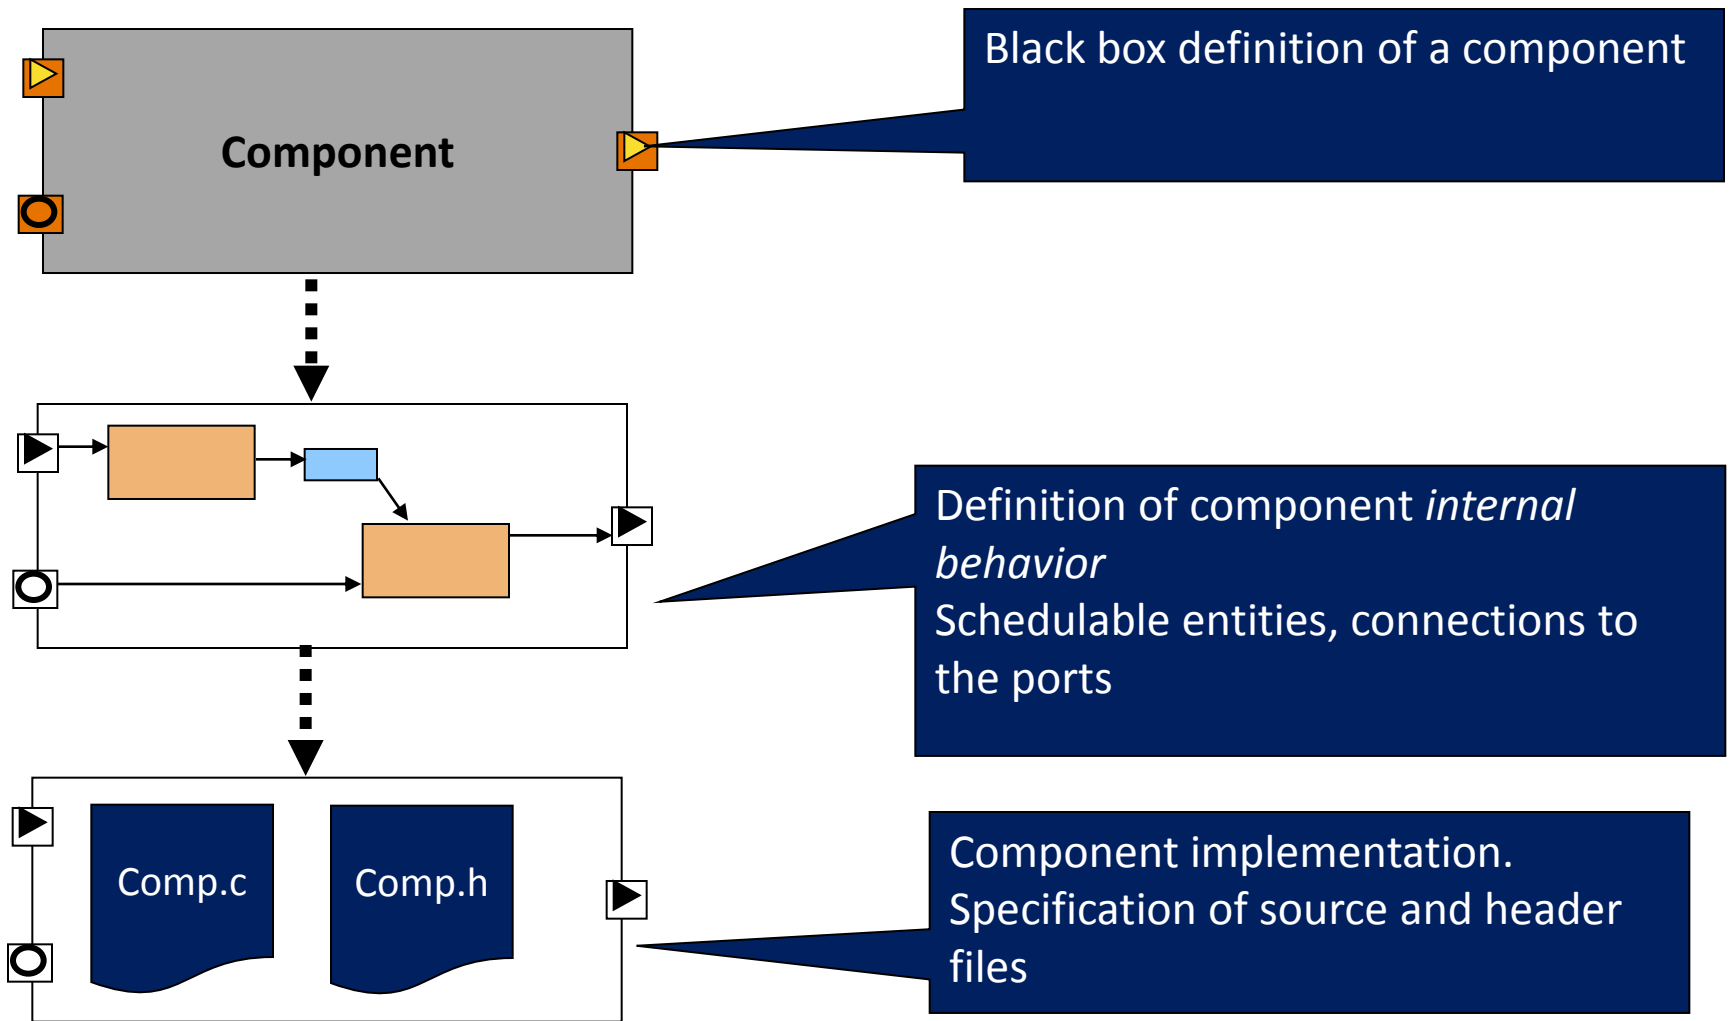 Black box definition of a component
Component
Definition of component internal
behavior
Schedulable entities, connections to
the ports
Component implementation.
Specification of source and header
files
Comp.c
Comp.h